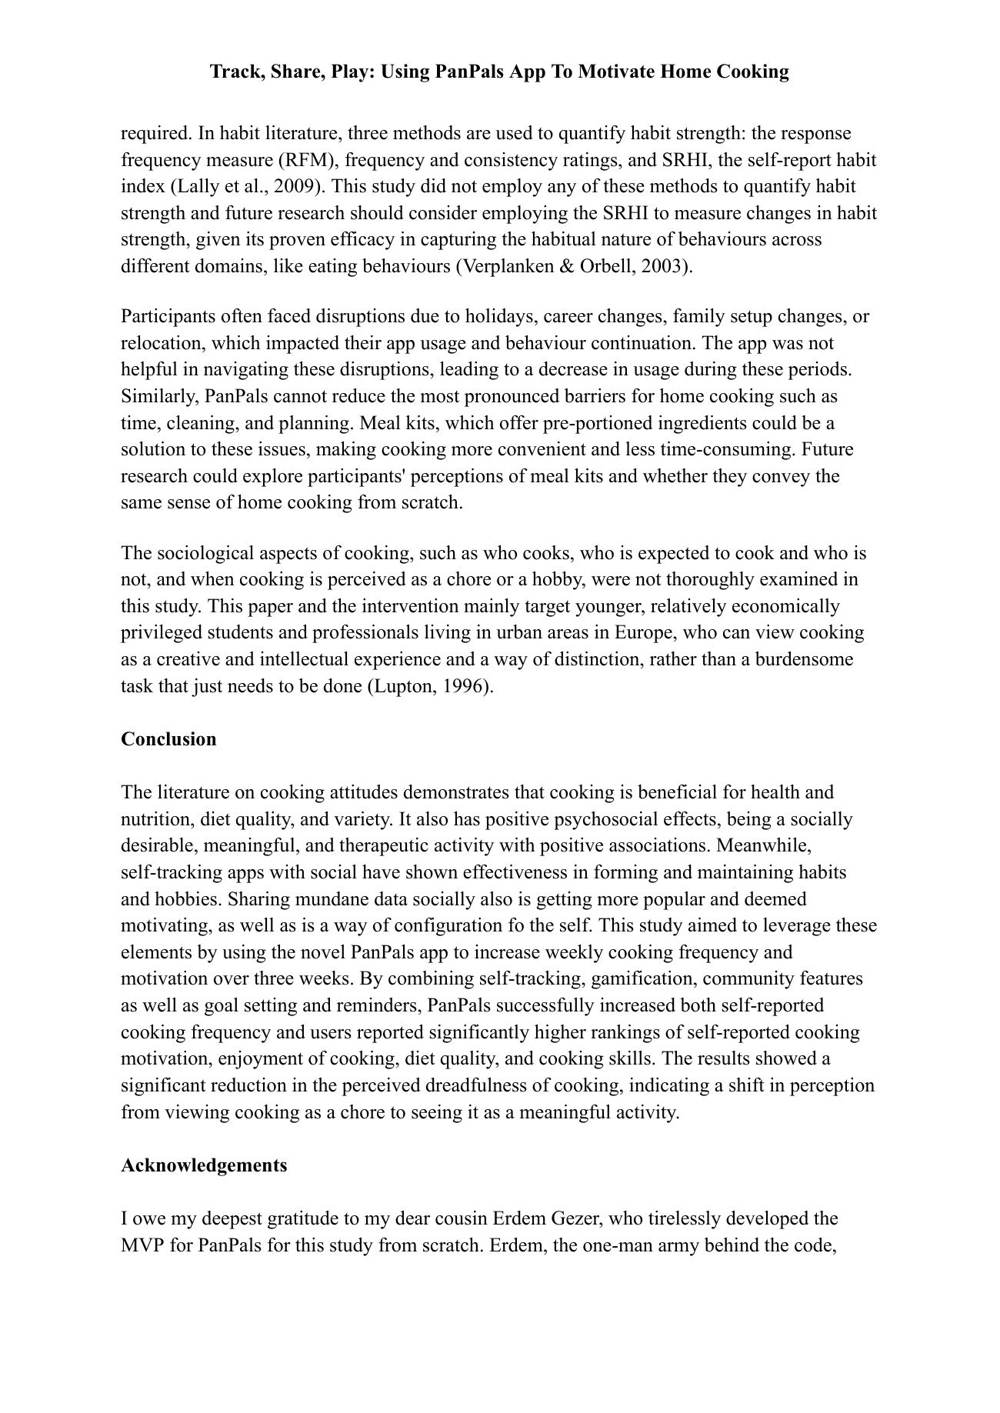 Track, Share, Play: Using PanPals App To Motivate Home Cooking
required. In habit literature, three methods are used to quantify habit strength: the response
frequency measure (RFM), frequency and consistency ratings, and SRHI, the self-report habit
index (Lally et al., 2009). This study did not employ any of these methods to quantify habit
strength and future research should consider employing the SRHI to measure changes in habit
strength, given its proven efficacy in capturing the habitual nature of behaviours across
different domains, like eating behaviours (Verplanken & Orbell, 2003).
Participants often faced disruptions due to holidays, career changes, family setup changes, or
relocation, which impacted their app usage and behaviour continuation. The app was not
helpful in navigating these disruptions, leading to a decrease in usage during these periods.
Similarly, PanPals cannot reduce the most pronounced barriers for home cooking such as
time, cleaning, and planning. Meal kits, which offer pre-portioned ingredients could be a
solution to these issues, making cooking more convenient and less time-consuming. Future
research could explore participants' perceptions of meal kits and whether they convey the
same sense of home cooking from scratch.
The sociological aspects of cooking, such as who cooks, who is expected to cook and who is
not, and when cooking is perceived as a chore or a hobby, were not thoroughly examined in
this study. This paper and the intervention mainly target younger, relatively economically
privileged students and professionals living in urban areas in Europe, who can view cooking
as a creative and intellectual experience and a way of distinction, rather than a burdensome
task that just needs to be done (Lupton, 1996).
Conclusion
The literature on cooking attitudes demonstrates that cooking is beneficial for health and
nutrition, diet quality, and variety. It also has positive psychosocial effects, being a socially
desirable, meaningful, and therapeutic activity with positive associations. Meanwhile,
self-tracking apps with social have shown effectiveness in forming and maintaining habits
and hobbies. Sharing mundane data socially also is getting more popular and deemed
motivating, as well as is a way of configuration fo the self. This study aimed to leverage these
elements by using the novel PanPals app to increase weekly cooking frequency and
motivation over three weeks. By combining self-tracking, gamification, community features
as well as goal setting and reminders, PanPals successfully increased both self-reported
cooking frequency and users reported significantly higher rankings of self-reported cooking
motivation, enjoyment of cooking, diet quality, and cooking skills. The results showed a
significant reduction in the perceived dreadfulness of cooking, indicating a shift in perception
from viewing cooking as a chore to seeing it as a meaningful activity.
Acknowledgements
I owe my deepest gratitude to my dear cousin Erdem Gezer, who tirelessly developed the
MVP for PanPals for this study from scratch. Erdem, the one-man army behind the code,